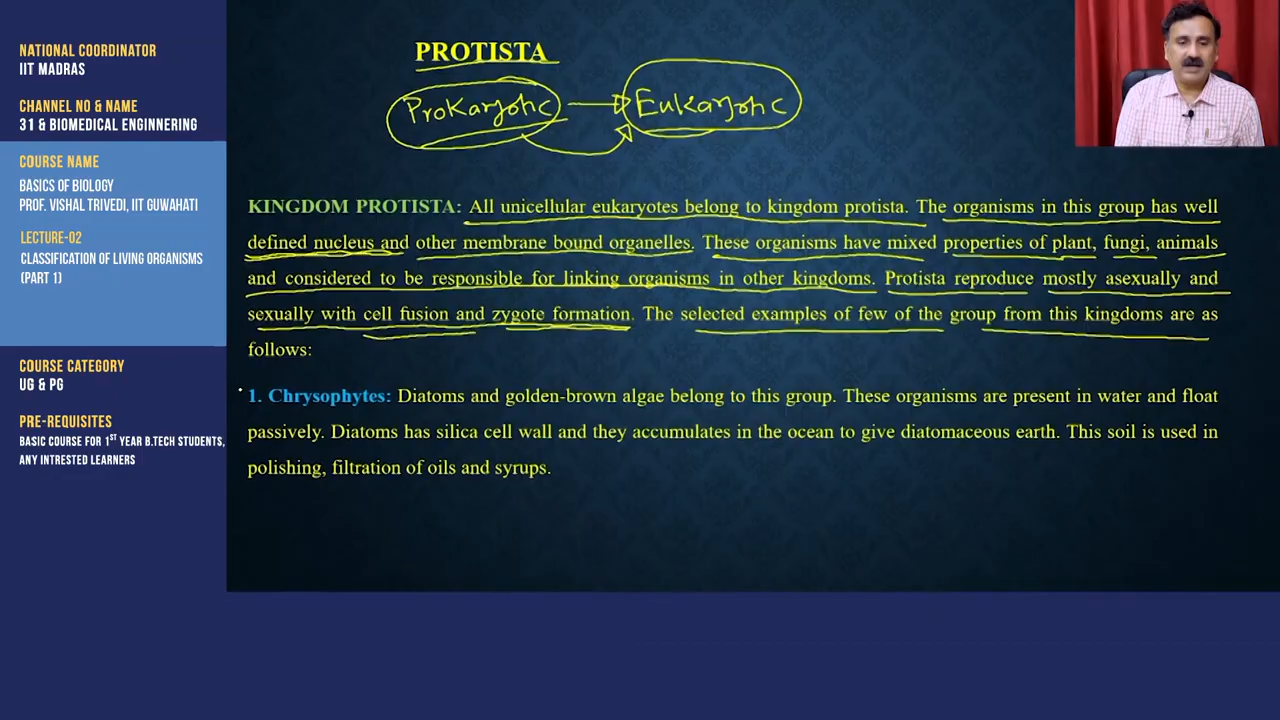 NATIONAL COORDINATOR
IIT MADRAS
CHANNEL NO & NAME
31 & BIOMEDICAL ENGINNERING
COURSE NAME
BASICS OF BIOLOGY
PROF. VISHAL TRIVEDI, IIT GUWAHATI
LECTURE-02
CLASSIFICATION OF LIVING ORGANISMS
(PART 1)
COURSE CATEGORY
UG & PG
PRE-REQUISITES
BASIC COURSE FOR 1ST YEAR B.TECH STUDENTS,
ANY INTRESTED LEARNERS
PROTISTA
Prokaryotic Eukaryotic
KINGDOM PROTISTA: All unicellular eukaryotes belong to kingdom protista. The organisms in this group has well
defined nucleus and other membrane bound organelles. These organisms have mixed properties of plant, fungi, animals
and considered to be responsible for linking organisms in other kingdoms. Protista reproduce mostly asexually and
sexually with cell fusion and zygote formation. The selected examples of few of the group from this kingdoms are as
follows:
1. Chrysophytes: Diatoms and golden-brown algae belong to this group. These organisms are present in water and float
passively. Diatoms has silica cell wall and they accumulates in the ocean to give diatomaceous earth. This soil is used in
polishing, filtration of oils and syrups.